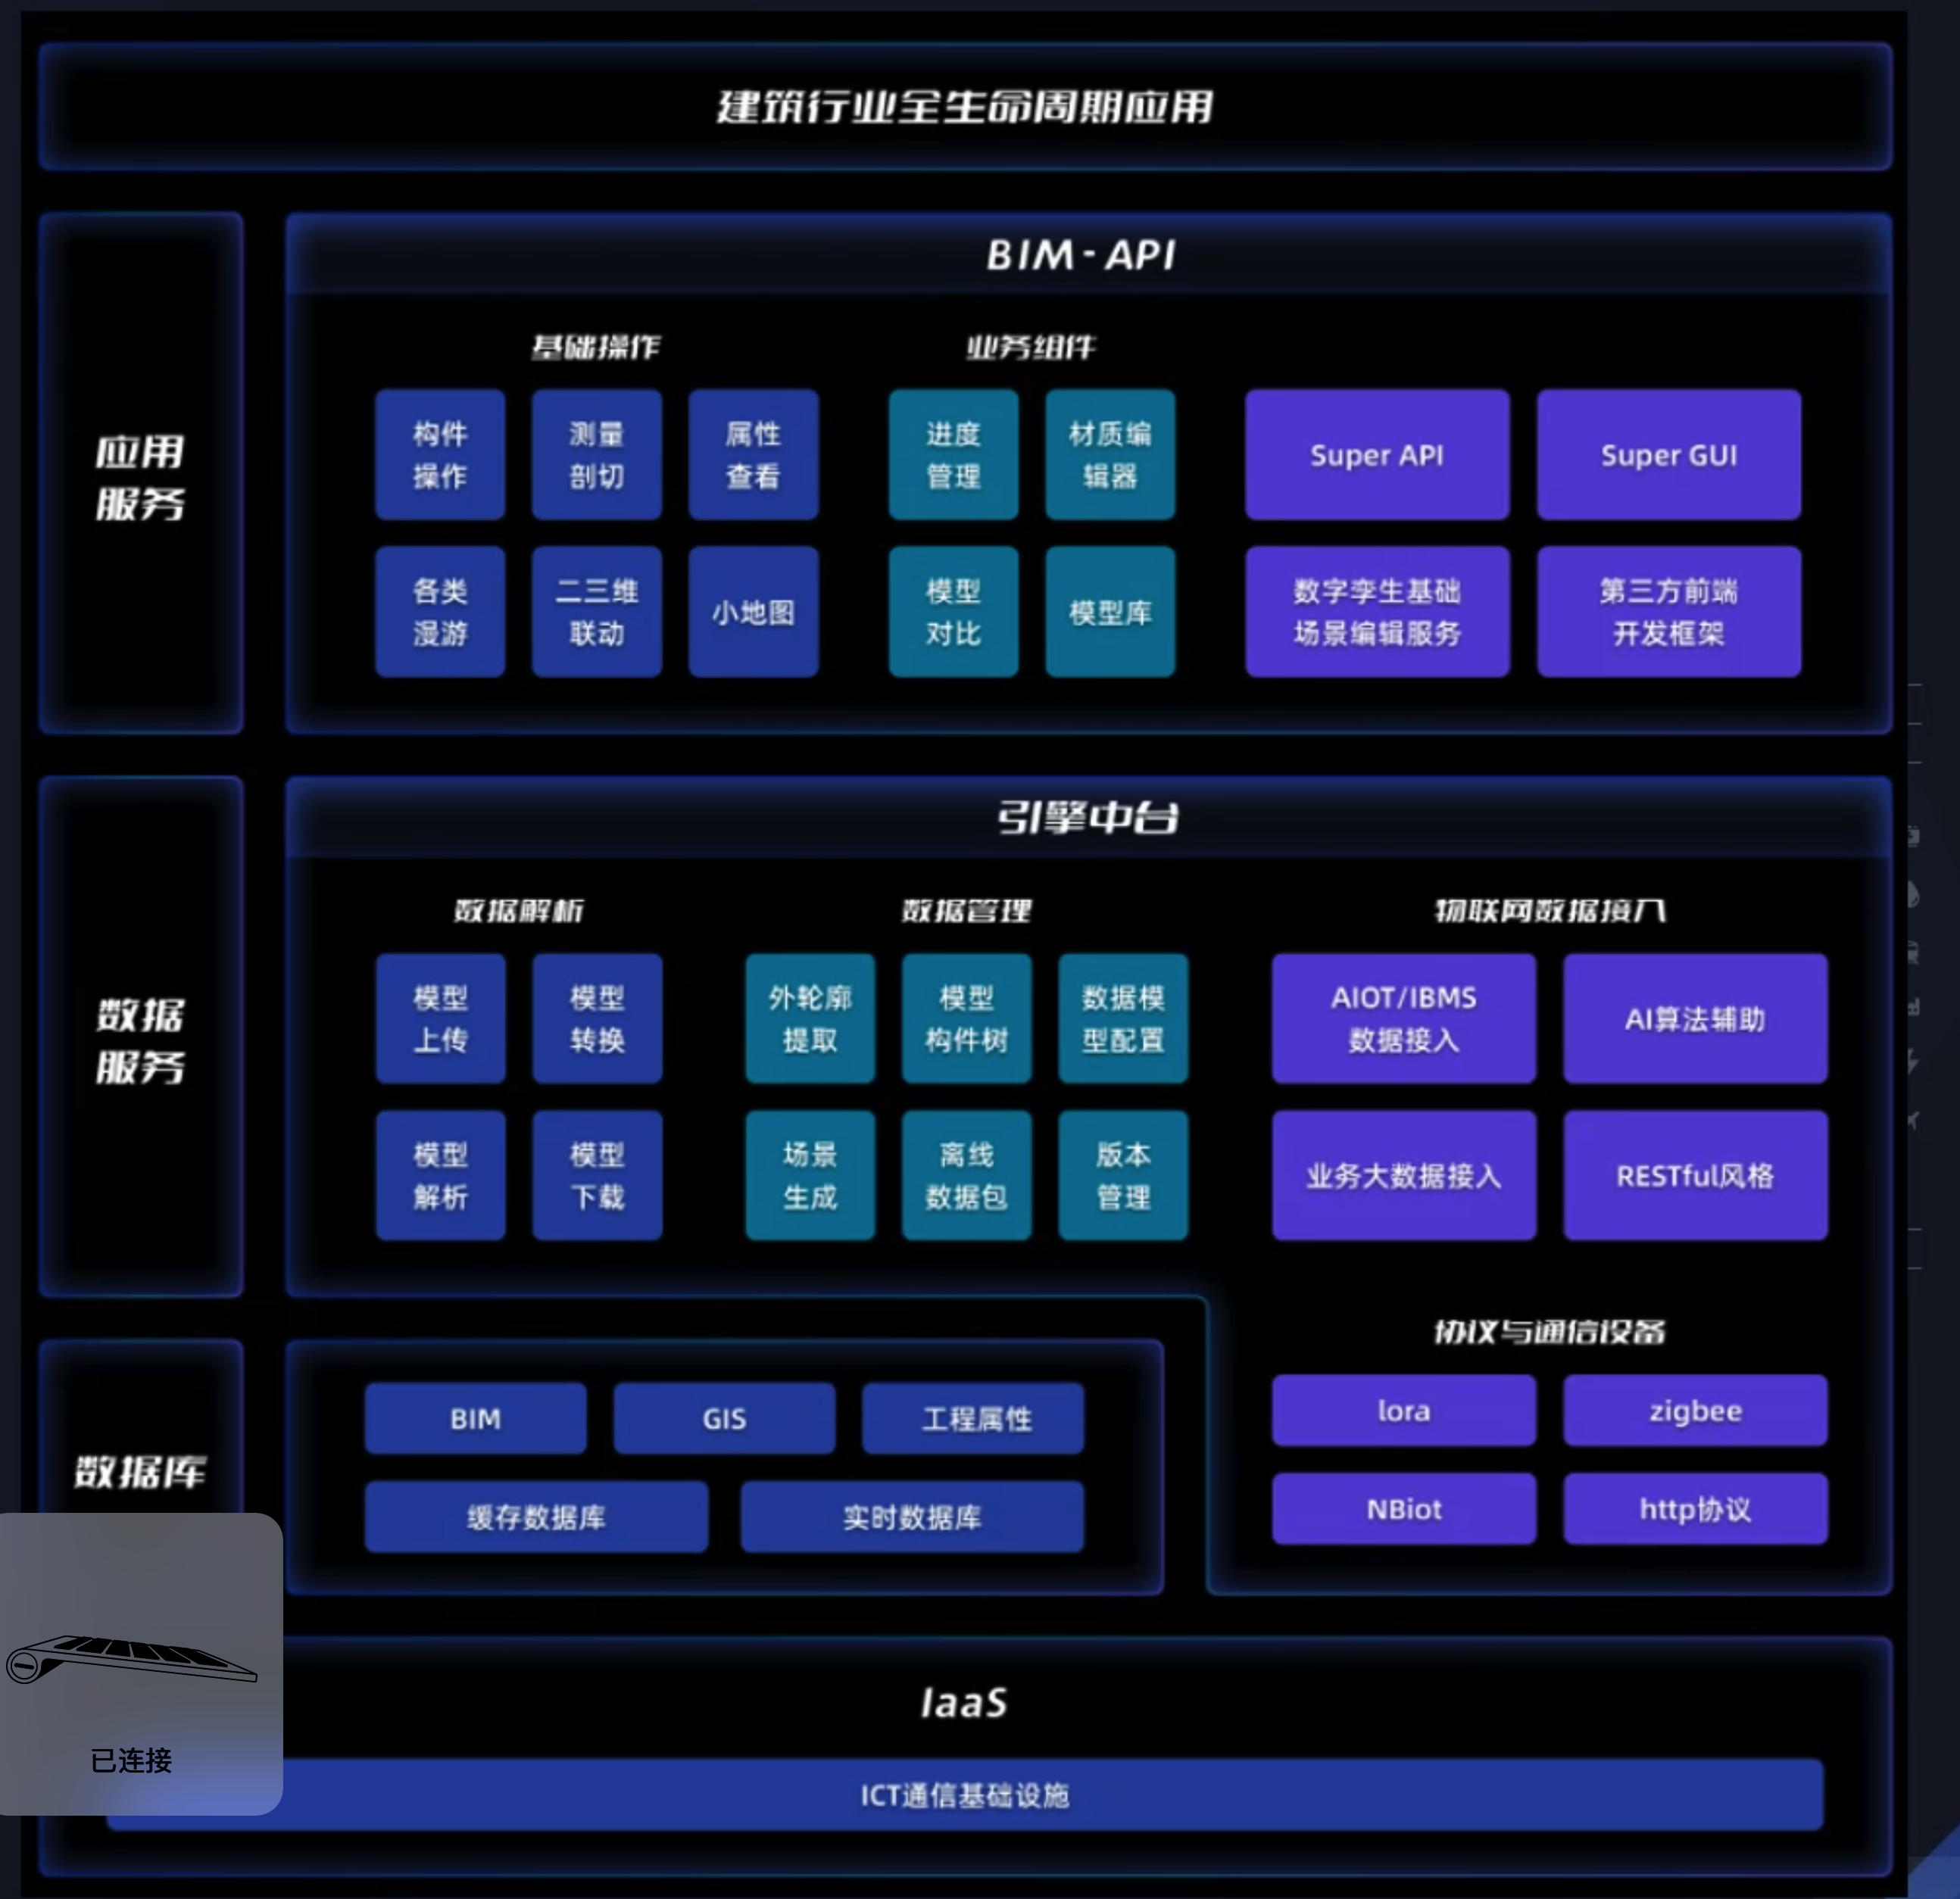 建筑行业全生命周期应用
应用
服务
BIM-API
基础操作
业务组件
构件
操作
测量
剖切
属性
查看
进度
管理
材质编
辑器
Super API
Super GUI
各类
漫游
二三维
联动
小地图
模型
对比
模型库
数字孪生基础
场景编辑服务
第三方前端
开发框架
数据
服务
引擎中台
数据解析
数据管理
物联网数据接入
模型
上传
模型
转换
外轮廓
提取
模型
构件树
数据模
型配置
AIOT/IBMS
数据接入
AI算法辅助
模型
解析
模型
下载
场景
生成
离线
数据包
版本
管理
业务大数据接入
RESTful风格
数据库
BIM
GIS
工程属性
缓存数据库
实时数据库
协议与通信设备
lora
zigbee
NBiot
http协议
IaaS
ICT通信基础设施
已连接